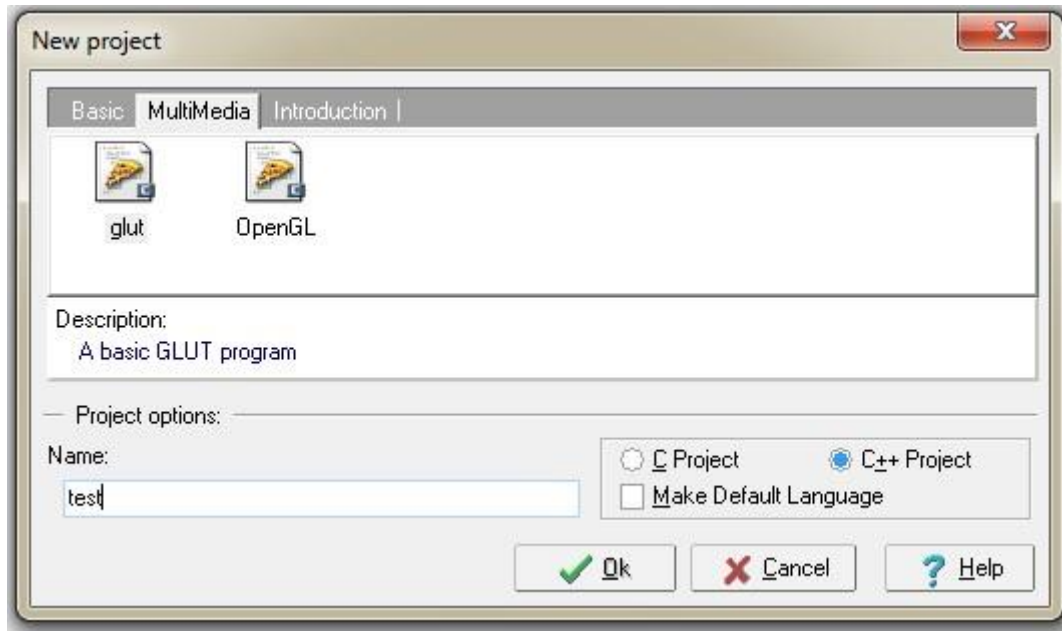 New project
Basic MultiMedia Introduction
glut OpenGL
Description:
A basic GLUT program
Project options:
Name:
test
C Project C++ Project
Make Default Language
Ok Cancel Help